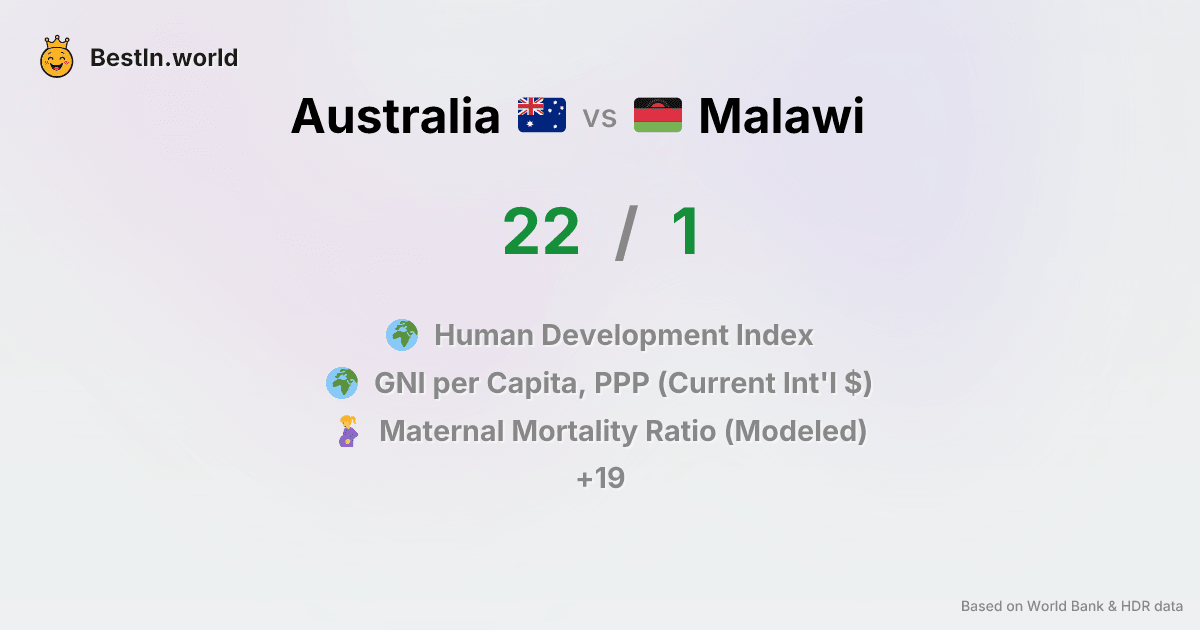 BestIn.world
Australia vs Malawi
22 / 1
Human Development Index
GNI per Capita, PPP (Current Int'l $)
Maternal Mortality Ratio (Modeled)
+19
Based on World Bank & HDR data